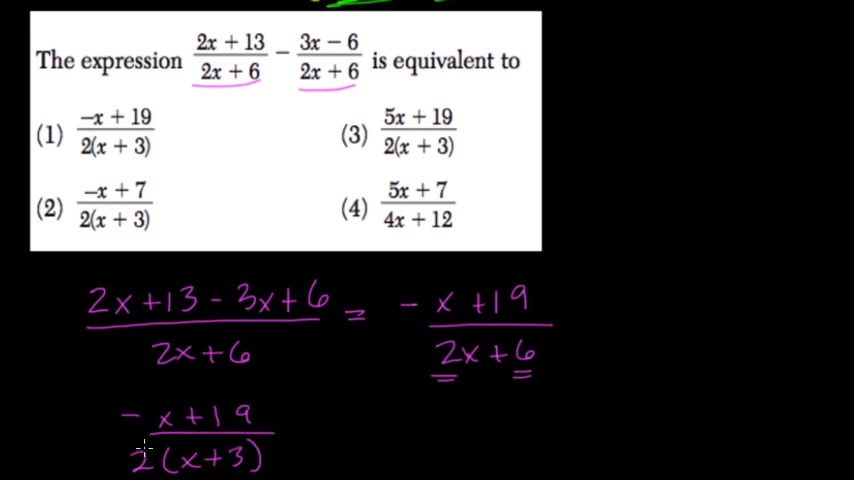 The expression (2x + 13)/(2x + 6) − (3x − 6)/(2x + 6) is equivalent to
(1) (−x + 19)/(2(x + 3))
(3) (5x + 19)/(2(x + 3))
(2) (−x + 7)/(2(x + 3))
(4) (5x + 7)/(4x + 12)
(2x+13-3x+6)/(2x+6) = (-x+19)/(2x+6)
(-x+19)/(2(x+3))